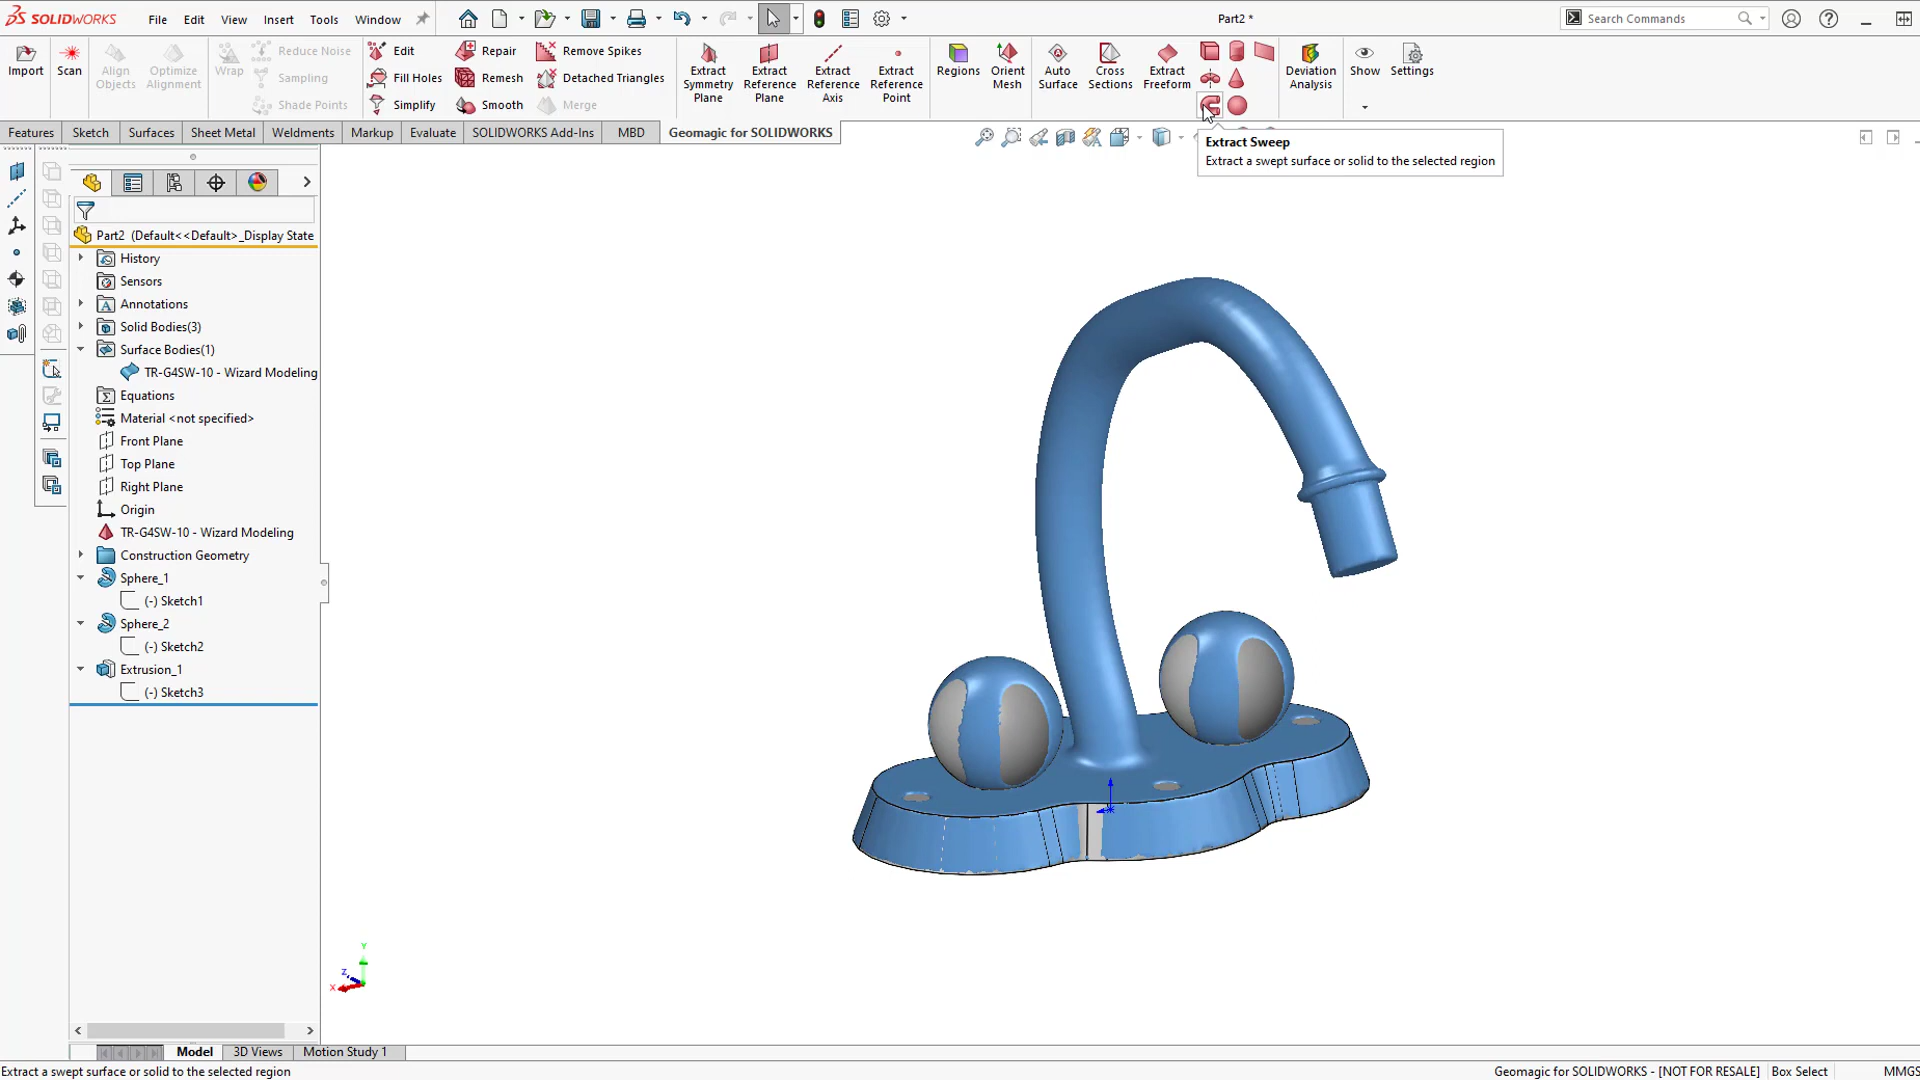 SOLIDWORKS
File
Edit
View
Insert
Tools
Window
Part2 *
Search Commands
Import
Scan
Align
Objects
Optimize
Alignment
Wrap
Reduce Noise
Sampling
Shade Points
Edit
Fill Holes
Simplify
Repair
Remesh
Smooth
Remove Spikes
Detached Triangles
Merge
Extract
Symmetry
Plane
Extract
Reference
Plane
Extract
Reference
Axis
Extract
Reference
Point
Regions
Orient
Mesh
Auto
Surface
Cross
Sections
Extract
Freeform
Deviation
Analysis
Show
Settings
Features
Sketch
Surfaces
Sheet Metal
Weldments
Markup
Evaluate
SOLIDWORKS Add-Ins
MBD
Geomagic for SOLIDWORKS
Extract Sweep
Extract a swept surface or solid to the selected region
Part2 (Default<<Default>_Display State
History
Sensors
Annotations
Solid Bodies(3)
Surface Bodies(1)
TR-G4SW-10 - Wizard Modeling
Equations
Material <not specified>
Front Plane
Top Plane
Right Plane
Origin
TR-G4SW-10 - Wizard Modeling
Construction Geometry
Sphere_1
(-) Sketch1
Sphere_2
(-) Sketch2
Extrusion_1
(-) Sketch3
Y
Z
X
Model
3D Views
Motion Study 1
Extract a swept surface or solid to the selected region
Geomagic for SOLIDWORKS - [NOT FOR RESALE]
Box Select
MMGS